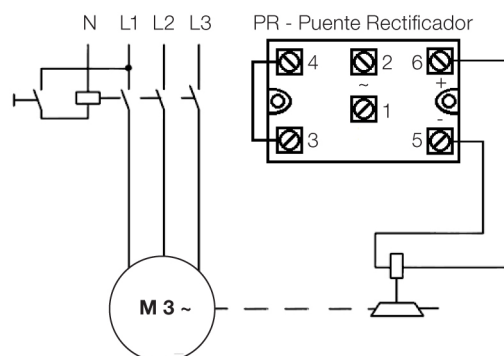 N L1 L2 L3
PR - Puente Rectificador
4 2 6
~ +
1
3 - 5
M 3 ~